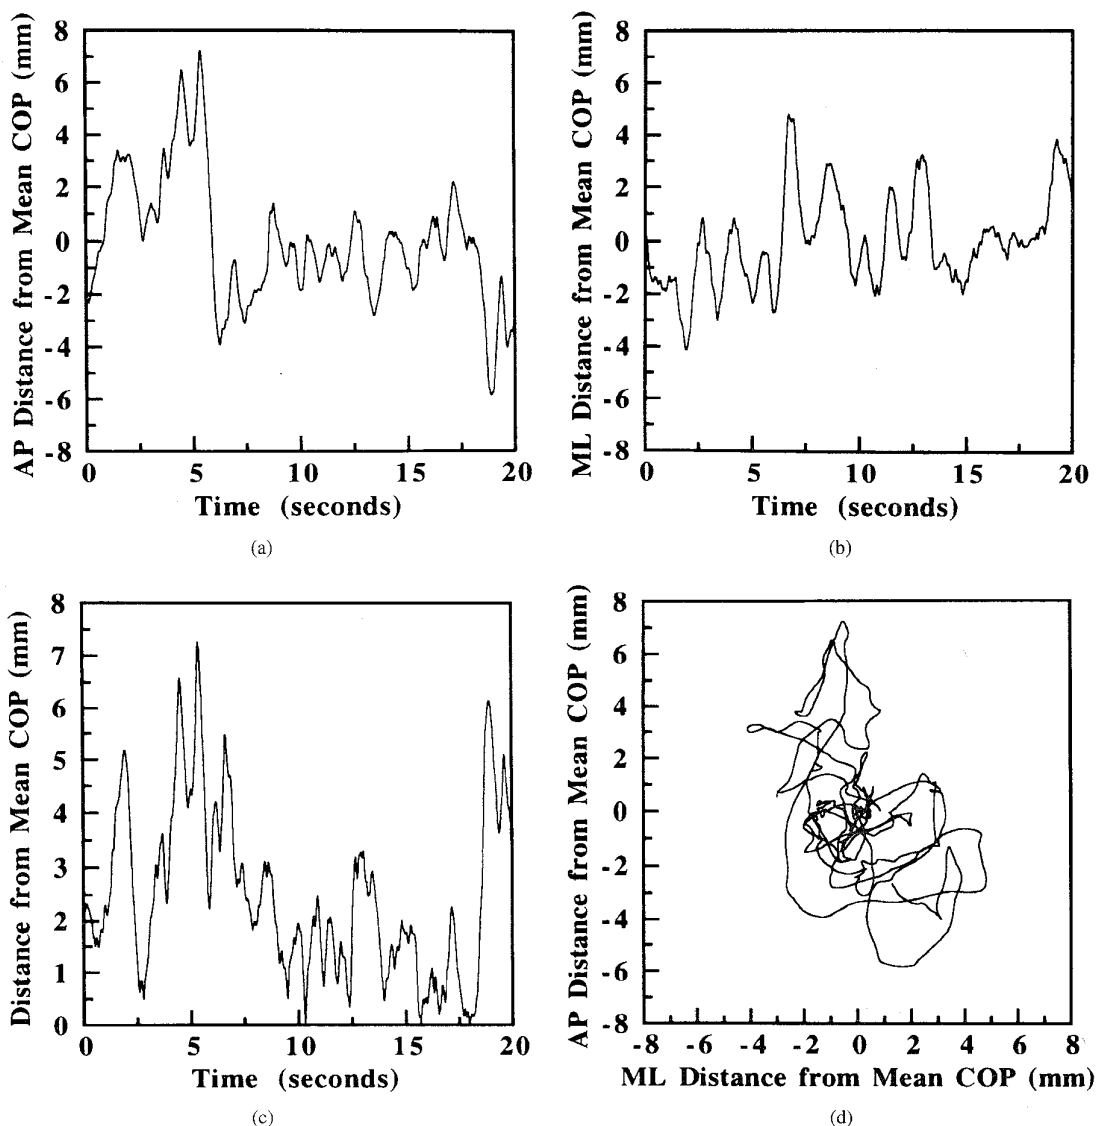 AP Distance from Mean COP (mm)
8
6
4
2
0
-2
-4
-6
-8
0 5 10 15 20
Time (seconds)
(a)
ML Distance from Mean COP (mm)
8
6
4
2
0
-2
-4
-6
-8
0 5 10 15 20
Time (seconds)
(b)
Distance from Mean COP (mm)
8
7
6
5
4
3
2
1
0
0 5 10 15 20
Time (seconds)
(c)
AP Distance from Mean COP (mm)
8
6
4
2
0
-2
-4
-6
-8
-8 -6 -4 -2 0 2 4 6 8
ML Distance from Mean COP (mm)
(d)